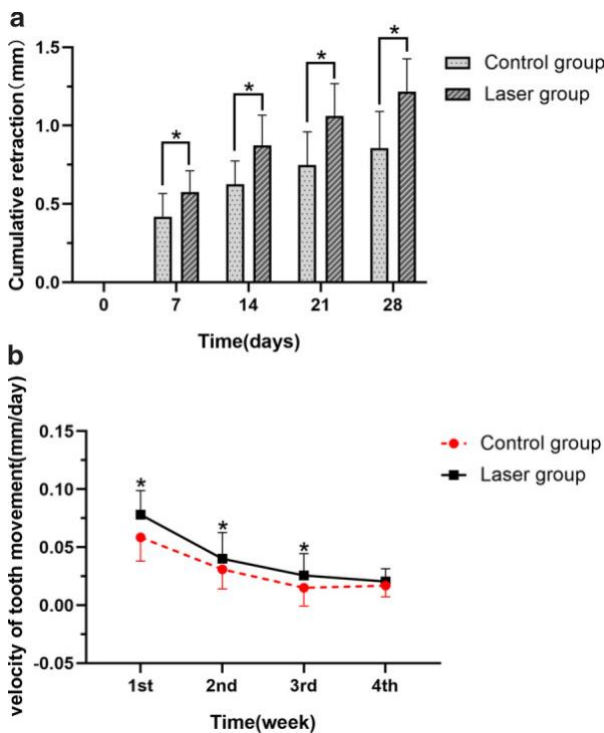 a
Cumulative retraction(mm)
1.5
1.0
0.5
0.0
* * * *
0 7 14 21 28
Time(days)
Control group
Laser group
b
velocity of tooth movement(mm/day)
0.15
0.10
0.05
0.00
-0.05
* * *
1st 2nd 3rd 4th
Time(week)
Control group
Laser group